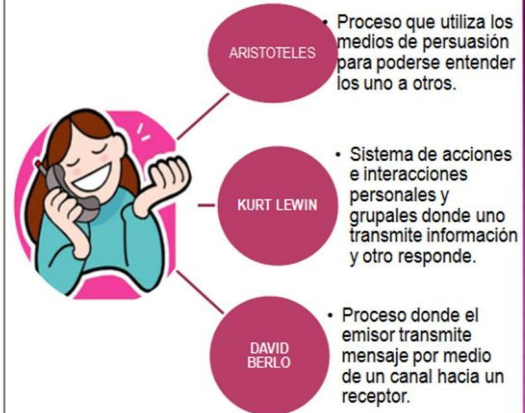 ARISTOTELES
• Proceso que utiliza los
medios de persuasión
para poderse entender
los uno a otros.
KURT LEWIN
• Sistema de acciones
e interacciones
personales y
grupales donde uno
transmite información
y otro responde.
DAVID
BERLO
• Proceso donde el
emisor transmite
mensaje por medio
de un canal hacia un
receptor.